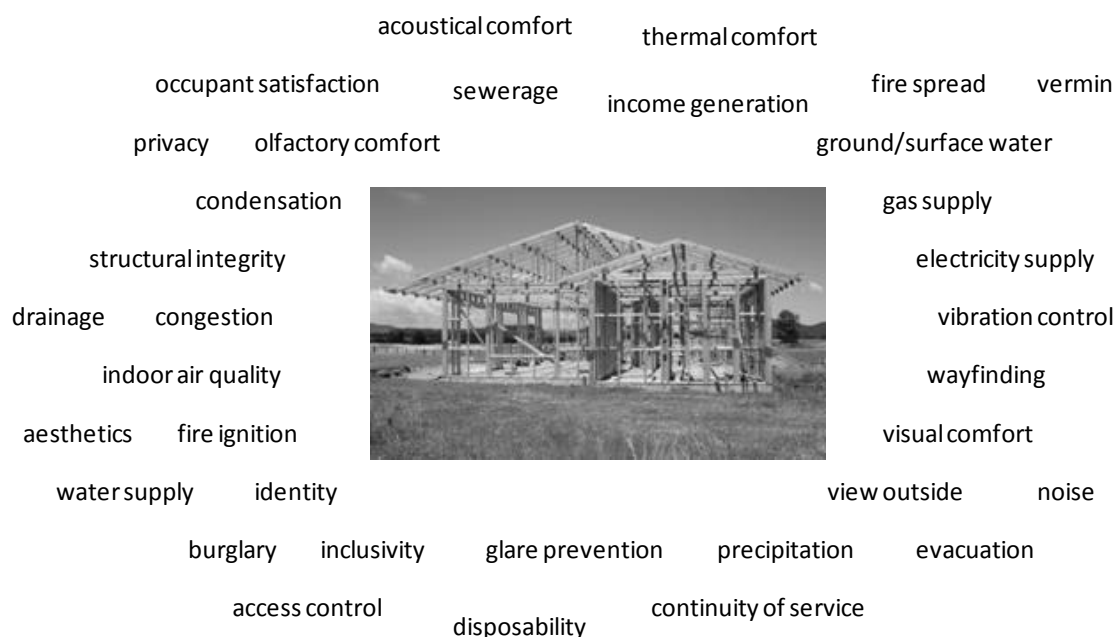 acoustical comfort
thermal comfort
occupant satisfaction
sewerage
income generation
fire spread
vermin
privacy
olfactory comfort
ground/surface water
condensation
gas supply
structural integrity
electricity supply
drainage
congestion
vibration control
indoor air quality
wayfinding
aesthetics
fire ignition
visual comfort
water supply
identity
view outside
noise
burglary
inclusivity
glare prevention
precipitation
evacuation
access control
disposability
continuity of service